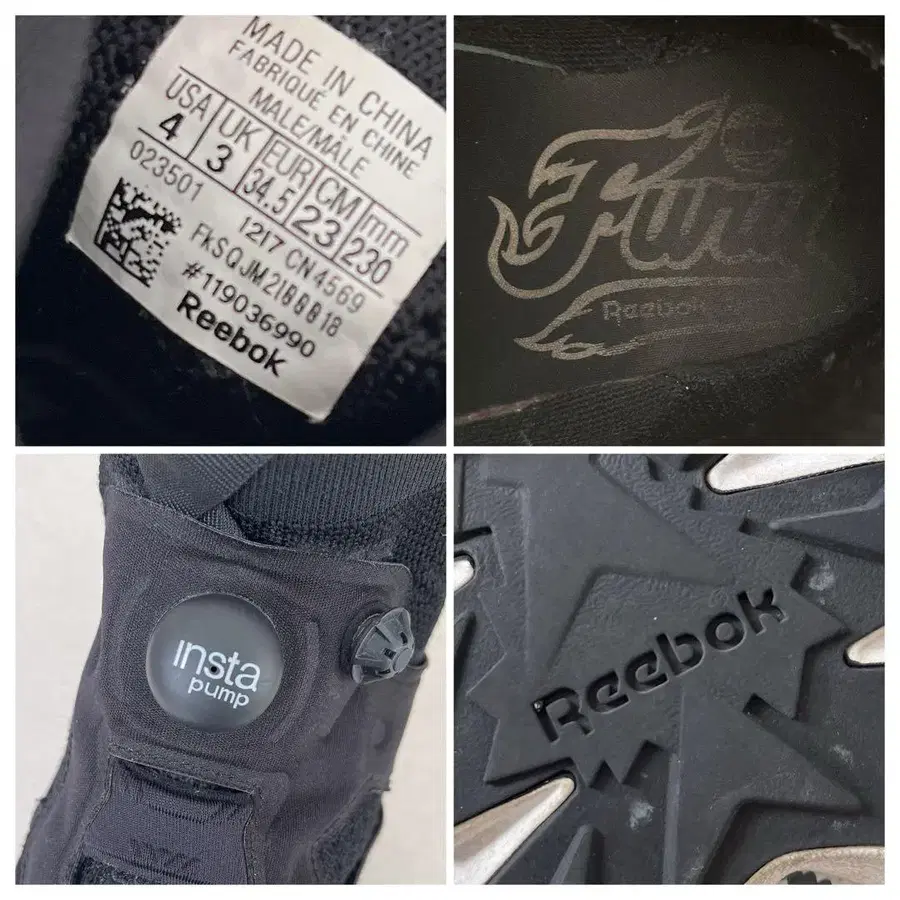 MADE IN CHINA
FABRIQUÉ EN CHINE
MALE/MÂLE
USA UK EUR CM mm
4 3 34.5 23 230
023501 1217 CN4569
#119036990
Reebok
Fury
Reebok
insta
pump
Reebok